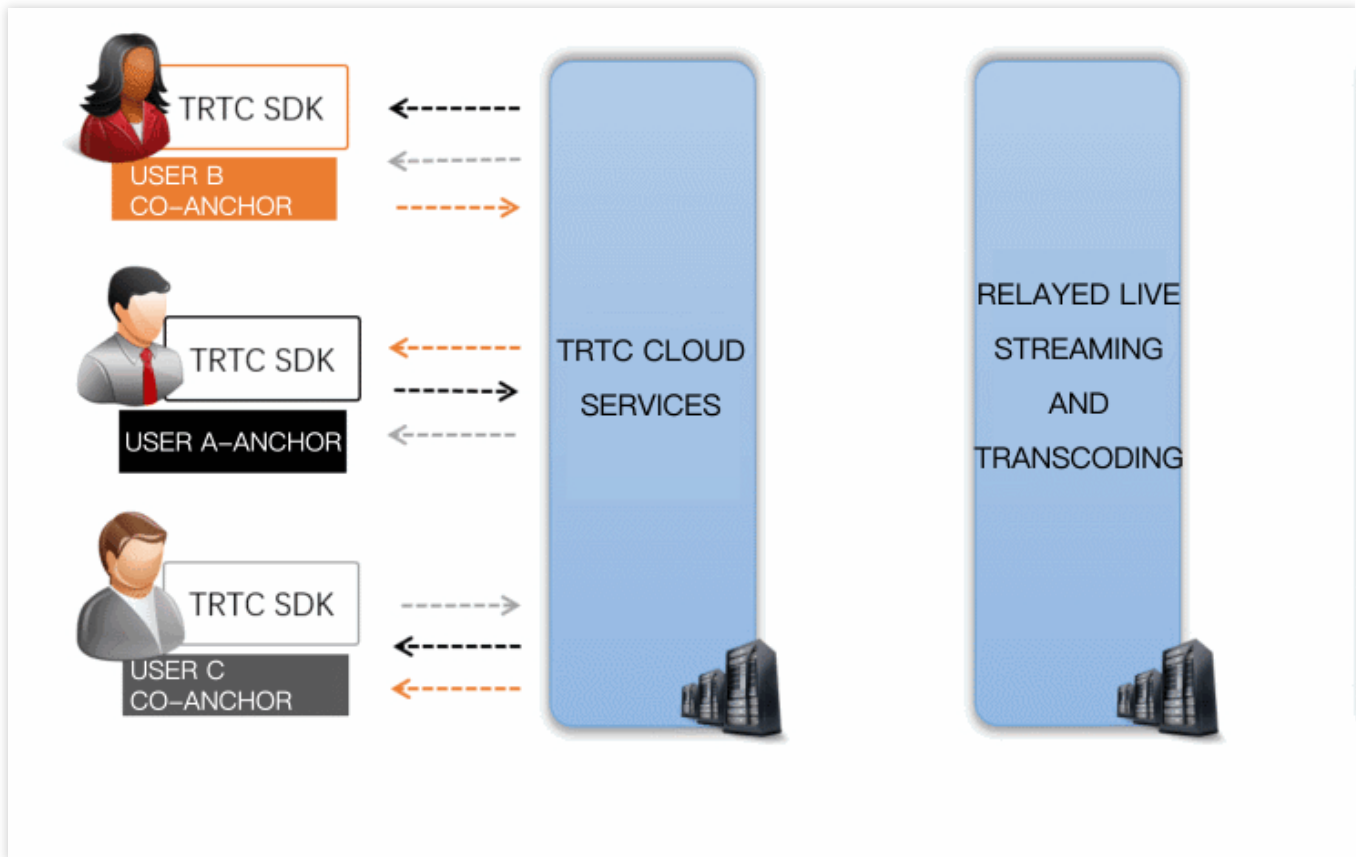 TRTC SDK
USER B
CO-ANCHOR
TRTC SDK
USER A-ANCHOR
TRTC SDK
USER C
CO-ANCHOR
TRTC CLOUD
SERVICES
RELAYED LIVE
STREAMING
AND
TRANSCODING